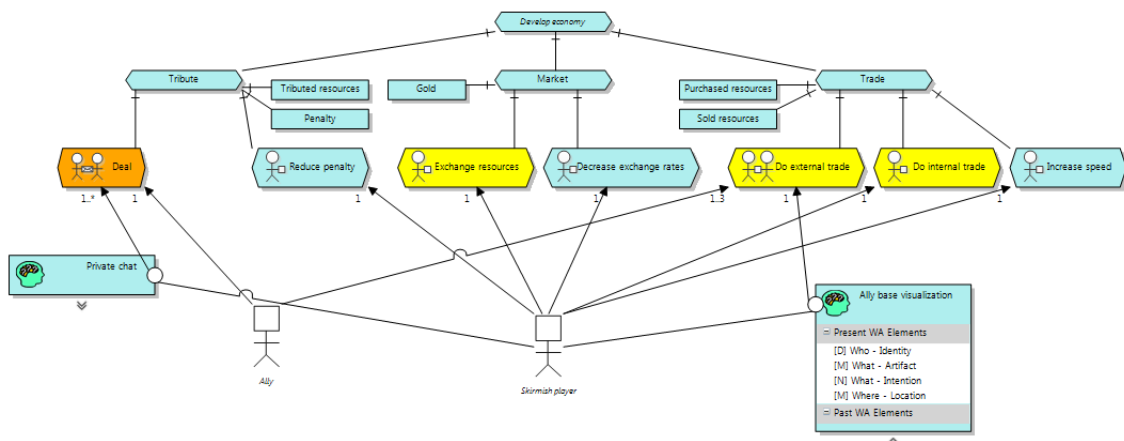 Develop economy
Tribute
Tributed resources
Penalty
Gold
Market
Purchased resources
Sold resources
Trade
Deal
Reduce penalty
Exchange resources
Decrease exchange rates
Do external trade
Do internal trade
Increase speed
1..*
1
1
1
1
1..3
1
1
1
Private chat
Ally base visualization
Present WA Elements
[D] Who - Identity
[M] What - Artifact
[N] What - Intention
[M] Where - Location
Past WA Elements
Ally
Skirmish player